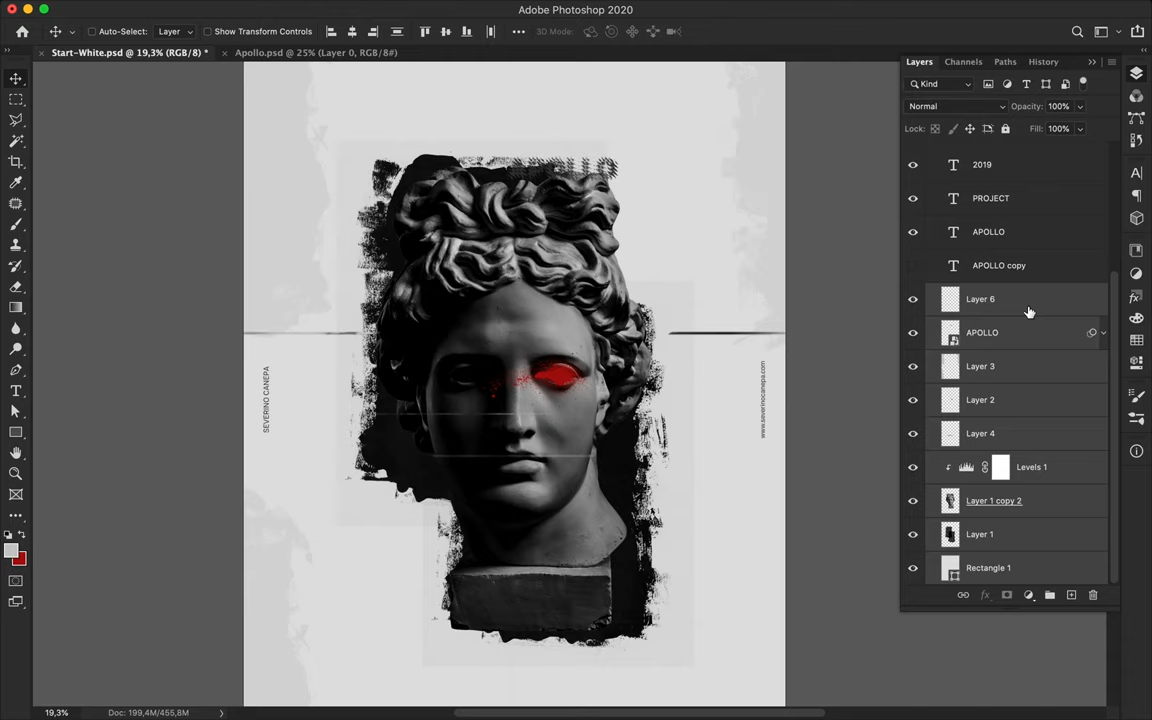 Adobe Photoshop 2020
Auto-Select: Layer Show Transform Controls 3D Mode:
Start-White.psd @ 19,3% (RGB/8) * Apollo.psd @ 25% (Layer 0, RGB/8#)
Layers Channels Paths History
Kind
Normal Opacity: 100%
Lock: Fill: 100%
2019
PROJECT
APOLLO
APOLLO copy
Layer 6
APOLLO
Layer 3
Layer 2
Layer 4
Levels 1
Layer 1 copy 2
Layer 1
Rectangle 1
SEVERINO CANEPA
www.severinocanepa.com
19,3% Doc: 199,4M/455,8M